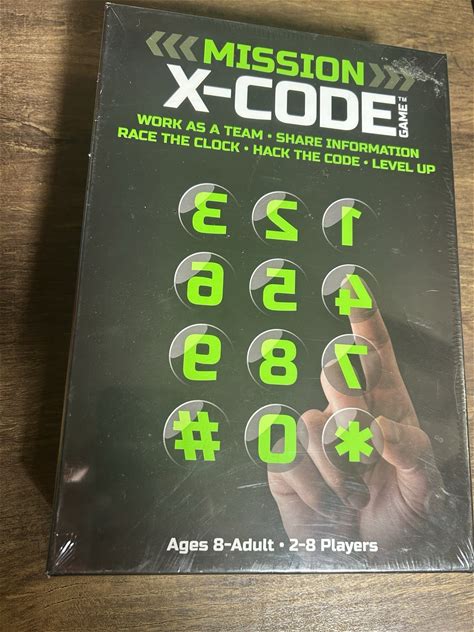 MISSION
X-CODE
GAME™
WORK AS A TEAM • SHARE INFORMATION
RACE THE CLOCK • HACK THE CODE • LEVEL UP
3 2 1
6 5 4
9 8 7
# 0 *
Ages 8-Adult • 2-8 Players